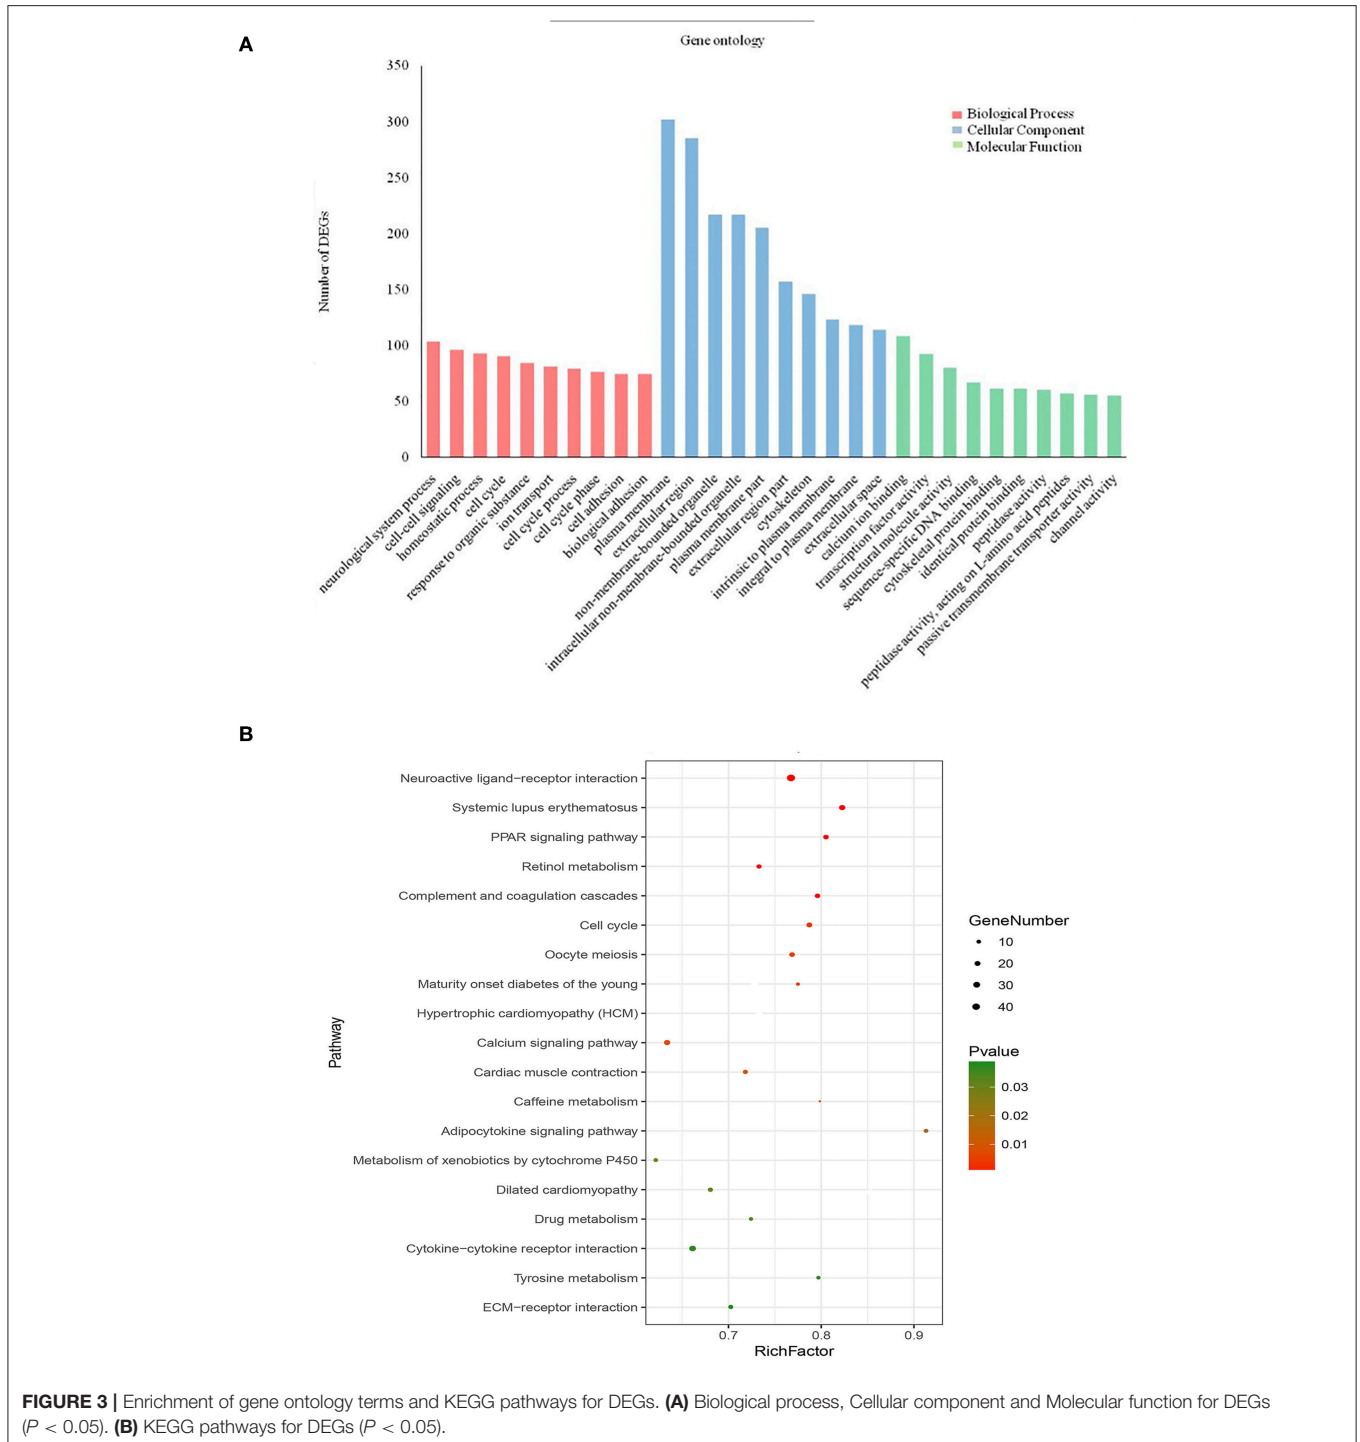 A
Gene ontology
350
300
250
200
150
100
50
0
Number of DEGs
Biological Process
Cellular Component
Molecular Function
neurological system process
cell-cell signaling
homeostatic process
cell cycle
response to organic substance
ion transport
cell cycle process
cell cycle phase
cell adhesion
biological adhesion
plasma membrane
extracellular region
non-membrane-bounded organelle
intracellular non-membrane-bounded organelle
plasma membrane part
extracellular region part
cytoskeleton
intrinsic to plasma membrane
integral to plasma membrane
extracellular space
calcium ion binding
transcription factor activity
structural molecule activity
sequence-specific DNA binding
cytoskeletal protein binding
identical protein binding
peptidase activity
peptidase activity, acting on L-amino acid peptides
passive transmembrane transporter activity
channel activity
B
Pathway
Neuroactive ligand−receptor interaction
Systemic lupus erythematosus
PPAR signaling pathway
Retinol metabolism
Complement and coagulation cascades
Cell cycle
Oocyte meiosis
Maturity onset diabetes of the young
Hypertrophic cardiomyopathy (HCM)
Calcium signaling pathway
Cardiac muscle contraction
Caffeine metabolism
Adipocytokine signaling pathway
Metabolism of xenobiotics by cytochrome P450
Dilated cardiomyopathy
Drug metabolism
Cytokine−cytokine receptor interaction
Tyrosine metabolism
ECM−receptor interaction
0.7 0.8 0.9
RichFactor
GeneNumber
10
20
30
40
Pvalue
0.03
0.02
0.01
FIGURE 3 | Enrichment of gene ontology terms and KEGG pathways for DEGs. (A) Biological process, Cellular component and Molecular function for DEGs
(P < 0.05). (B) KEGG pathways for DEGs (P < 0.05).